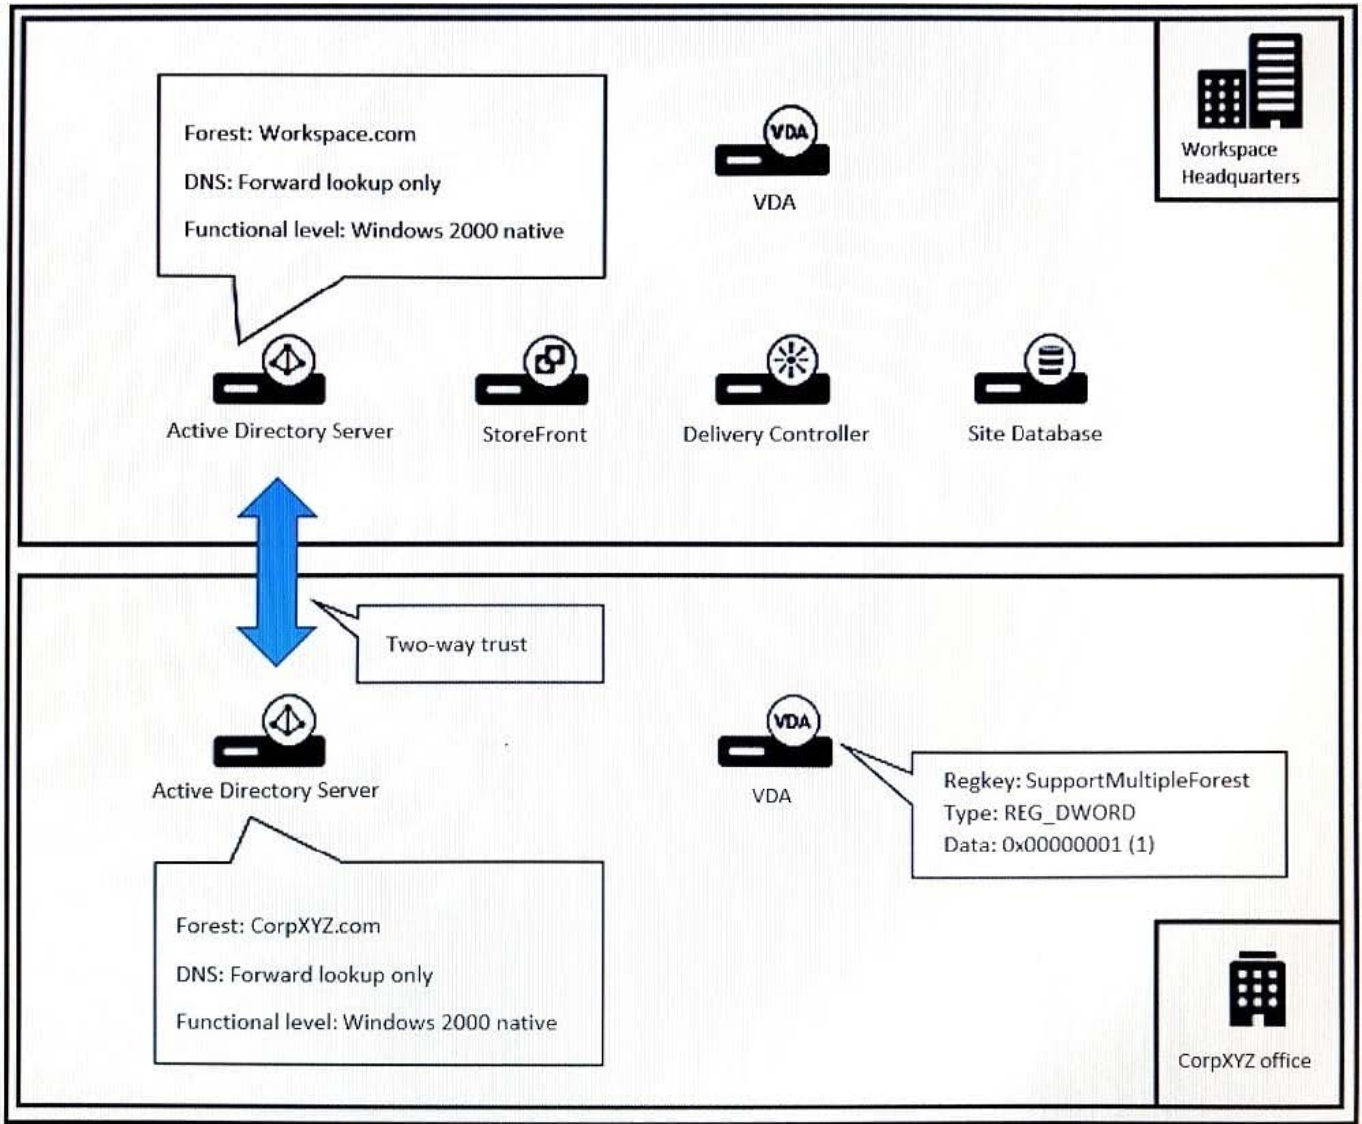 Workspace
Headquarters
Forest: Workspace.com
DNS: Forward lookup only
Functional level: Windows 2000 native
VDA
VDA
Active Directory Server
StoreFront
Delivery Controller
Site Database
Two-way trust
Active Directory Server
VDA
VDA
Regkey: SupportMultipleForest
Type: REG_DWORD
Data: 0x00000001 (1)
Forest: CorpXYZ.com
DNS: Forward lookup only
Functional level: Windows 2000 native
CorpXYZ office